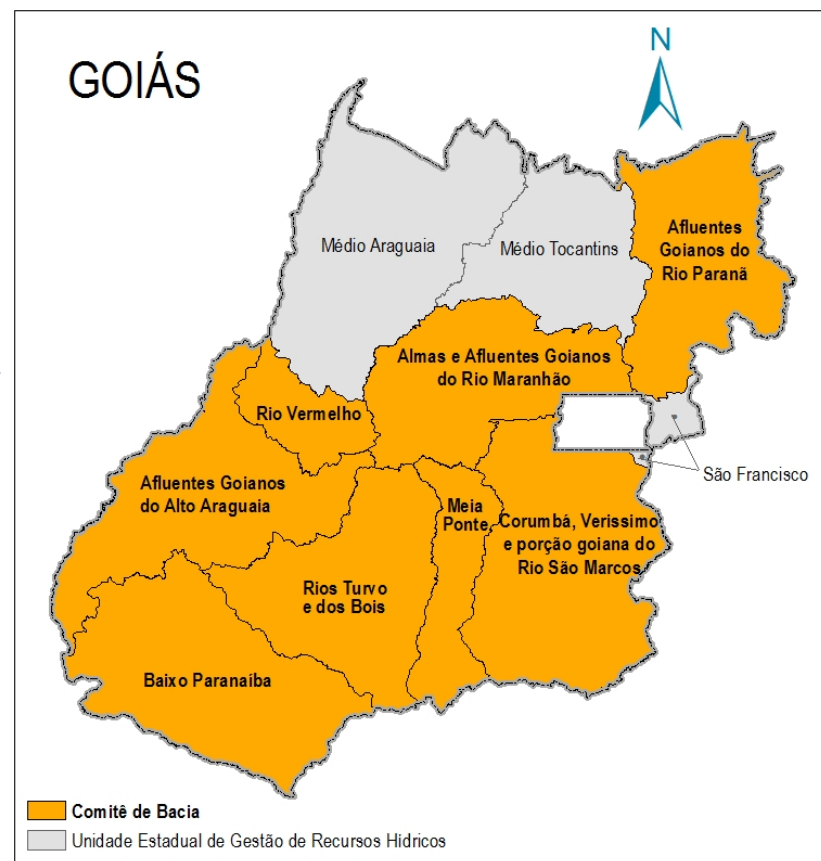 GOIÁS
N
Médio Araguaia
Médio Tocantins
Afluentes
Goianos do
Rio Paranã
Almas e Afluentes Goianos
do Rio Maranhão
Rio Vermelho
São Francisco
Afluentes Goianos
do Alto Araguaia
Meia
Ponte
Corumbá, Verissimo
e porção goiana do
Rio São Marcos
Rios Turvo
e dos Bois
Baixo Paranaíba
Comitê de Bacia
Unidade Estadual de Gestão de Recursos Hidricos